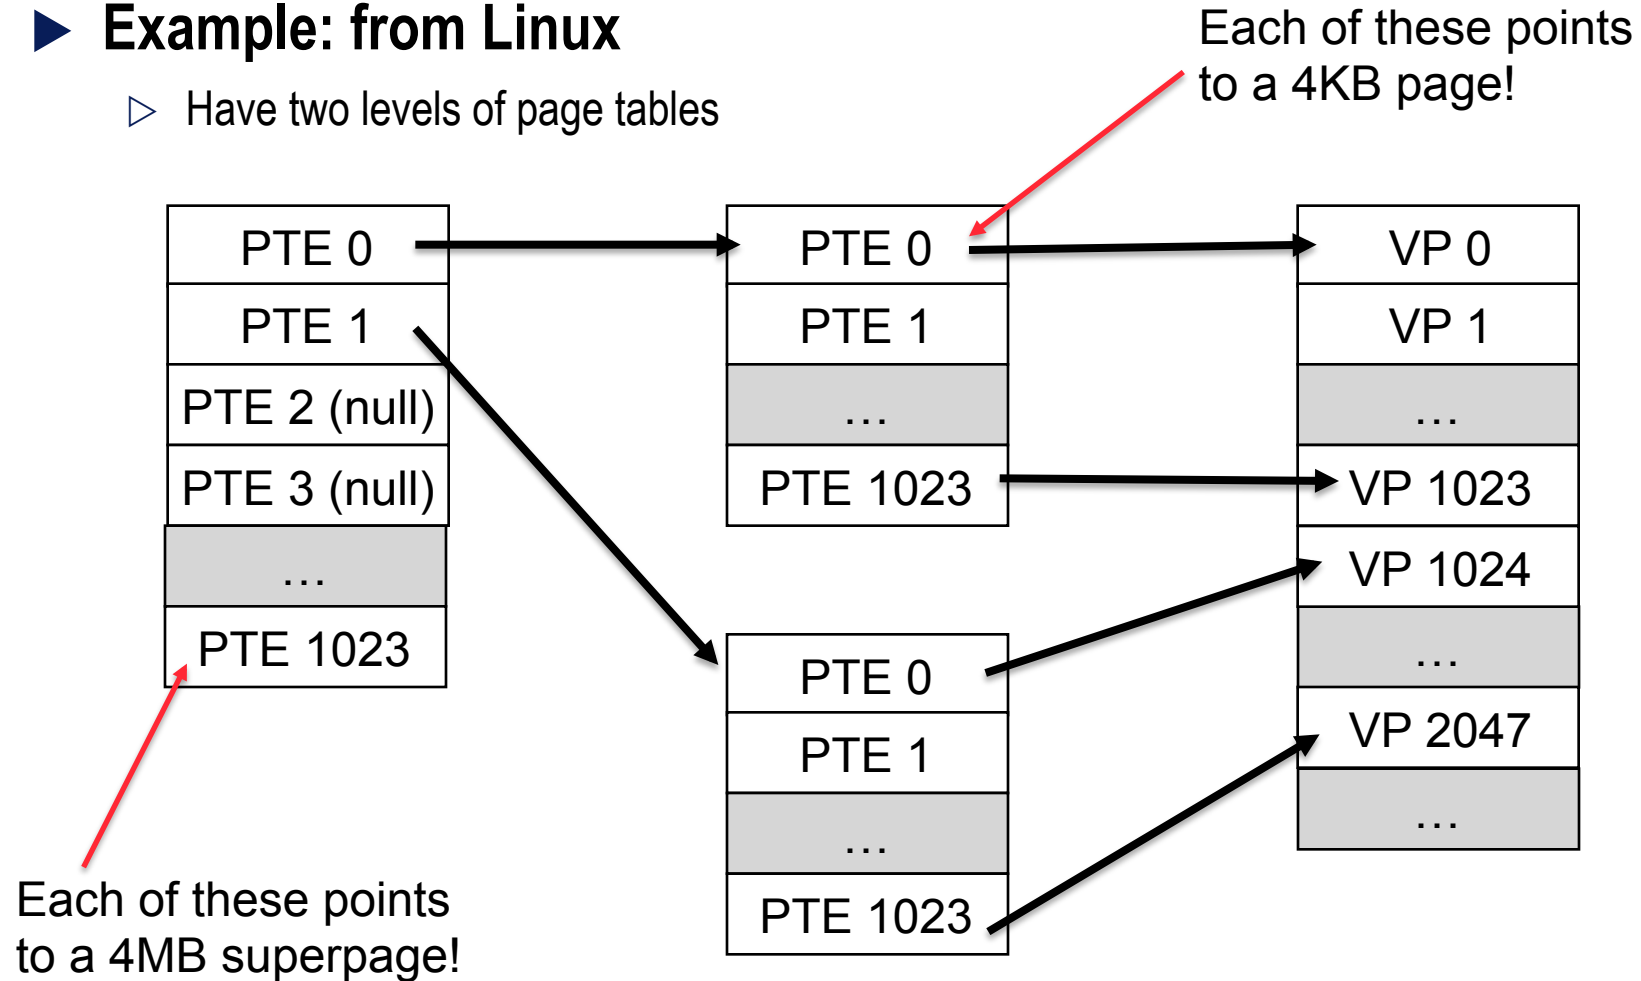 Example: from Linux
Have two levels of page tables
Each of these points
to a 4KB page!
PTE 0
PTE 1
PTE 2 (null)
PTE 3 (null)
...
PTE 1023
Each of these points
to a 4MB superpage!
PTE 0
PTE 1
...
PTE 1023
PTE 0
PTE 1
...
PTE 1023
VP 0
VP 1
...
VP 1023
VP 1024
...
VP 2047
...